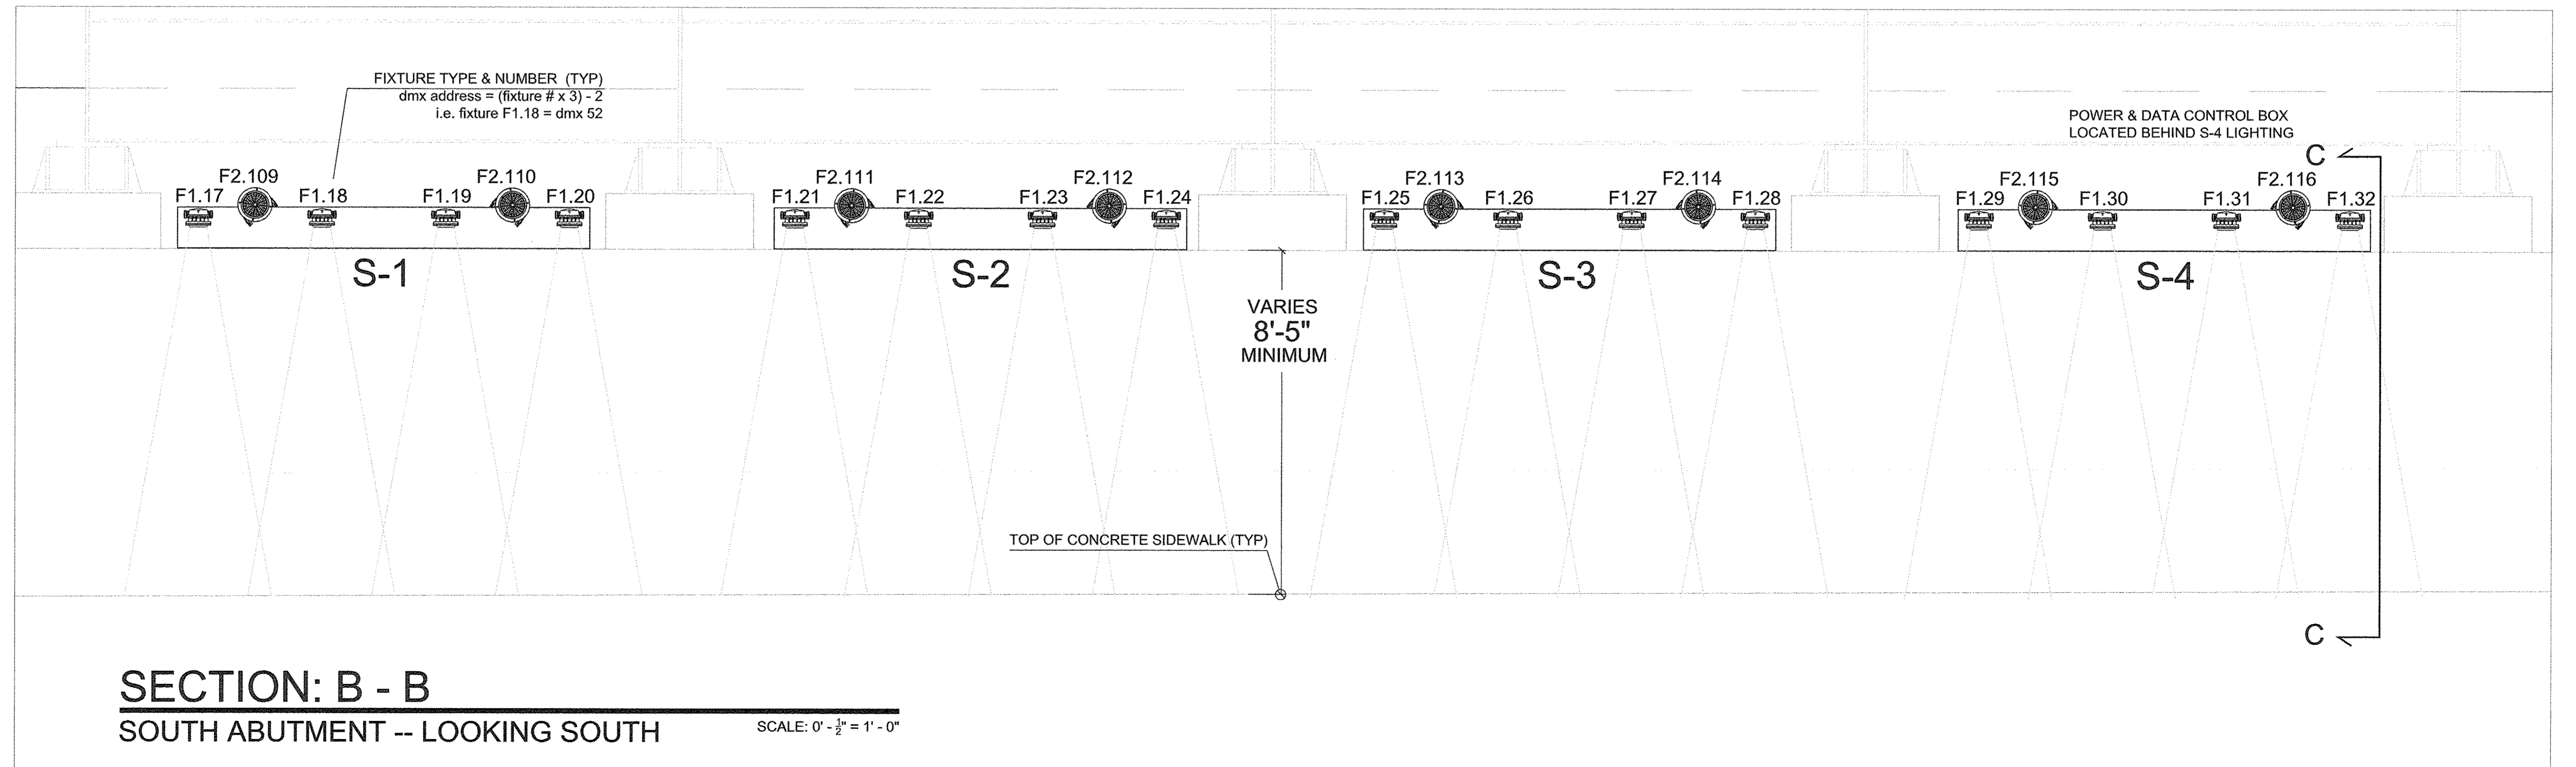 FIXTURE TYPE & NUMBER (TYP)
dmx address = (fixture # x 3) - 2
i.e. fixture F1.18 = dmx 52
POWER & DATA CONTROL BOX
LOCATED BEHIND S-4 LIGHTING
C
F2.109
F2.110
F2.111
F2.112
F2.113
F2.114
F2.115
F2.116
F1.17
F1.18
F1.19
F1.20
F1.21
F1.22
F1.23
F1.24
F1.25
F1.26
F1.27
F1.28
F1.29
F1.30
F1.31
F1.32
S-1
S-2
S-3
S-4
VARIES
8'-5"
MINIMUM
TOP OF CONCRETE SIDEWALK (TYP)
C
SECTION: B - B
SOUTH ABUTMENT -- LOOKING SOUTH
SCALE: 0' - ½" = 1' - 0"